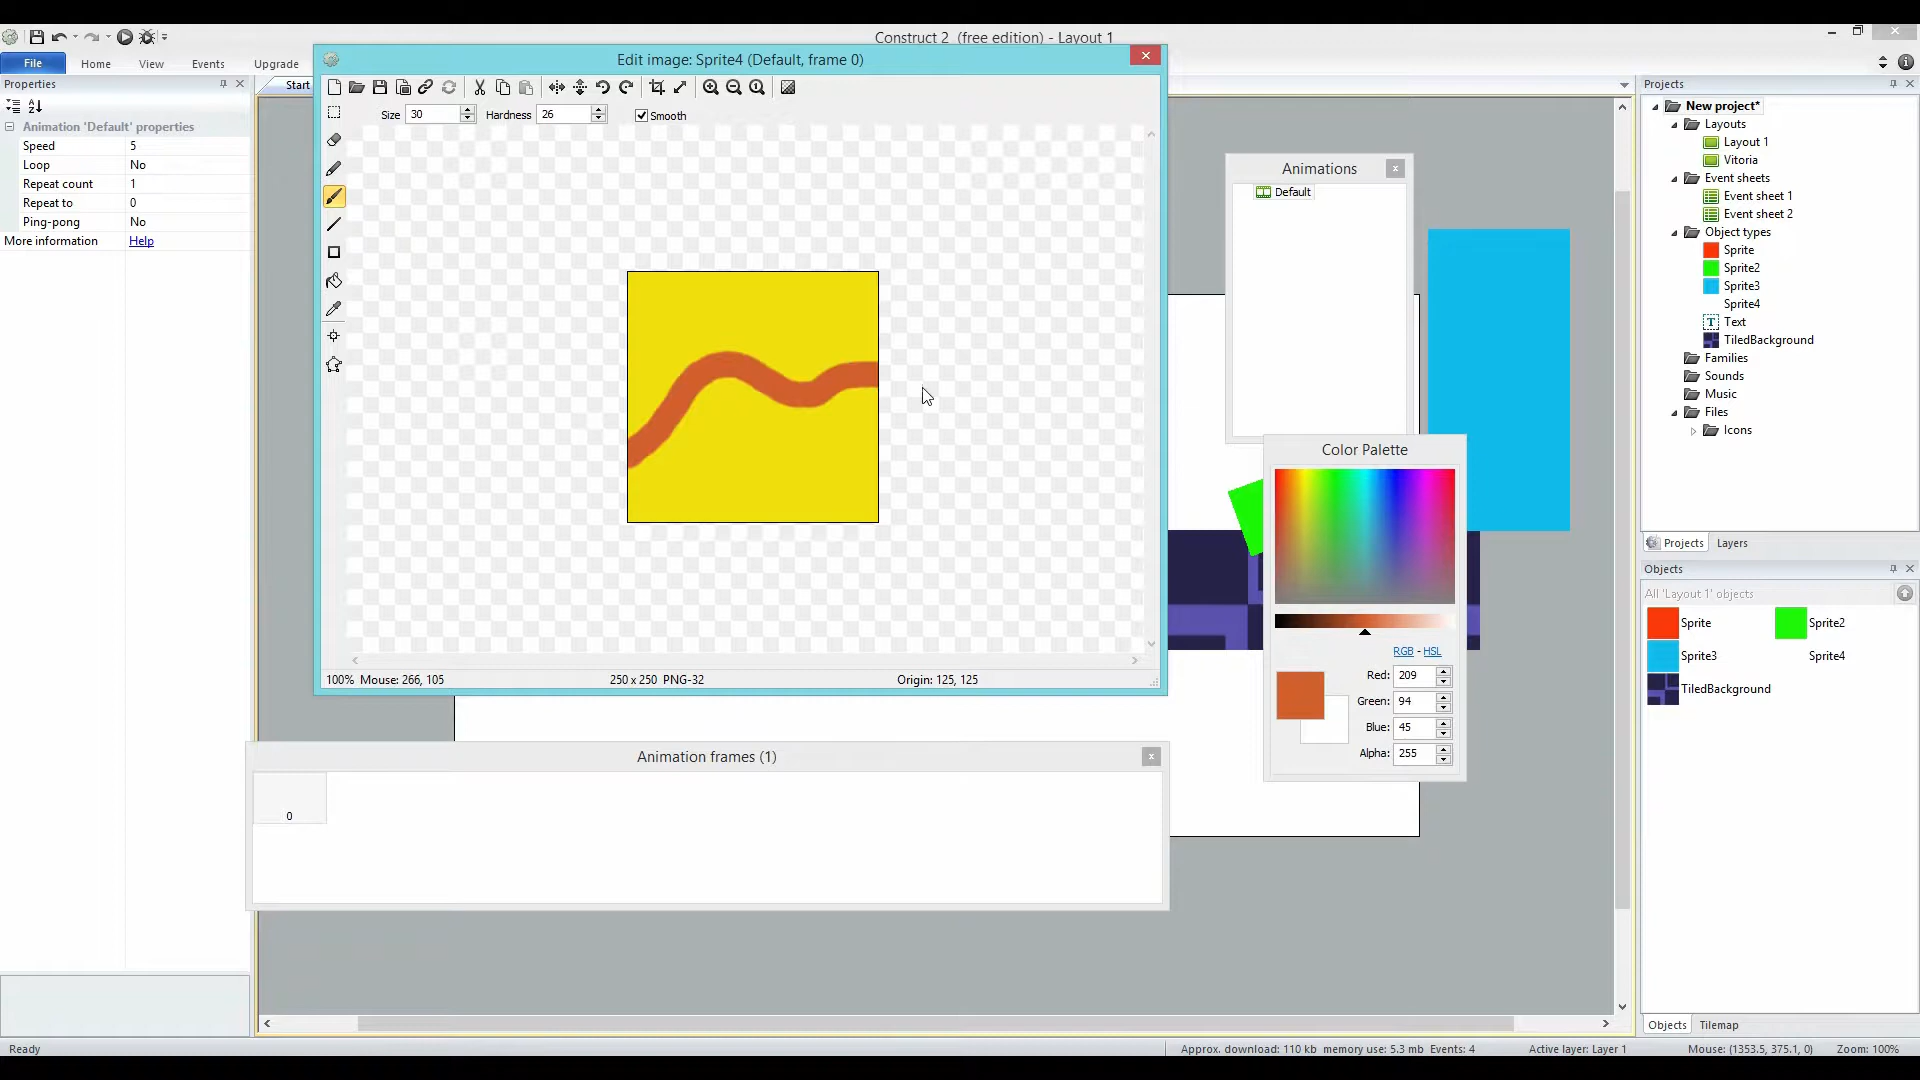 Construct 2  (free edition) - Layout 1
File
Home
View
Events
Upgrade
Properties
Animation 'Default' properties
Speed 5
Loop No
Repeat count 1
Repeat to 0
Ping-pong No
More information Help
Start
Edit image: Sprite4 (Default, frame 0)
Size 30 Hardness 26 Smooth
100% Mouse: 266, 105
250 x 250 PNG-32
Origin: 125, 125
Animations
Default
Color Palette
RGB - HSL
Red: 209
Green: 94
Blue: 45
Alpha: 255
Animation frames (1)
0
Projects
New project*
Layouts
Layout 1
Vitoria
Event sheets
Event sheet 1
Event sheet 2
Object types
Sprite
Sprite2
Sprite3
Sprite4
T Text
TiledBackground
Families
Sounds
Music
Files
Icons
Projects Layers
Objects
All 'Layout 1' objects
Sprite Sprite2
Sprite3 Sprite4
TiledBackground
Objects Tilemap
Ready
Approx. download: 110 kb memory use: 5.3 mb Events: 4
Active layer: Layer 1
Mouse: (1353.5, 375.1, 0)
Zoom: 100%